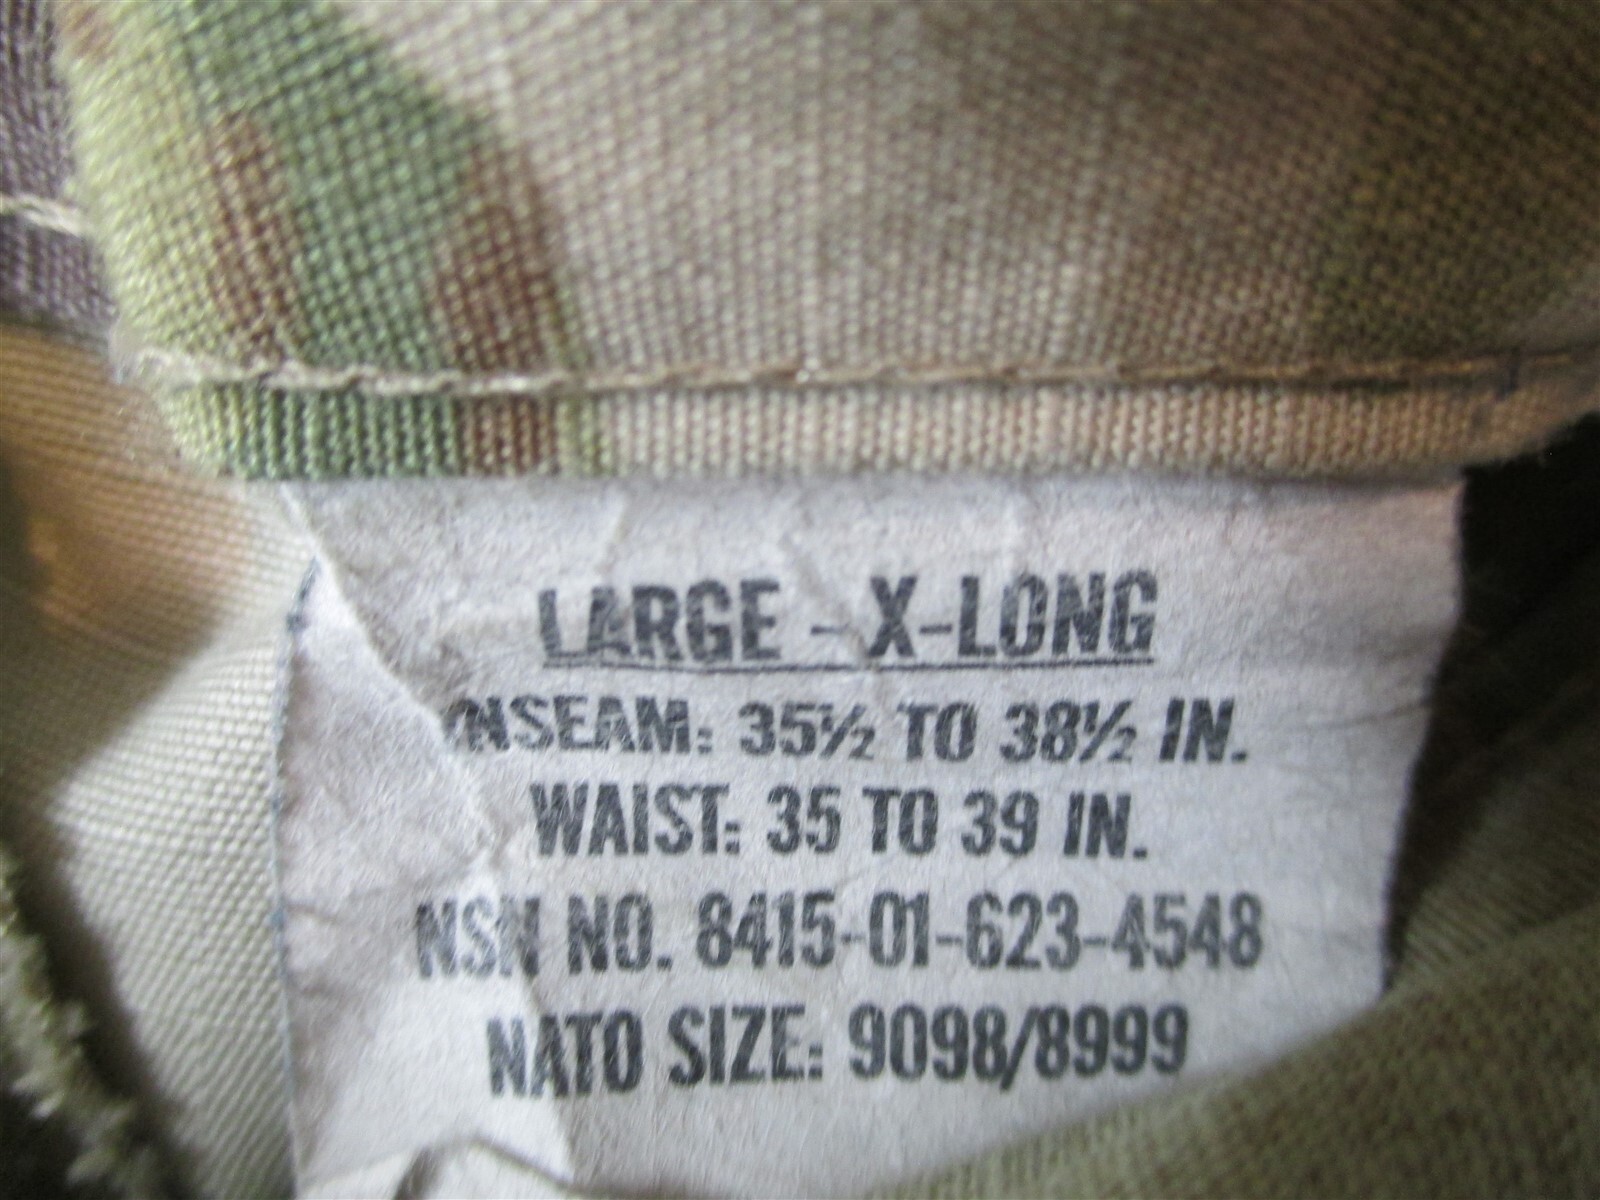 LARGE - X-LONG
INSEAM: 35½ TO 38½ IN.
WAIST: 35 TO 39 IN.
NSN NO. 8415-01-623-4548
NATO SIZE: 9098/8999